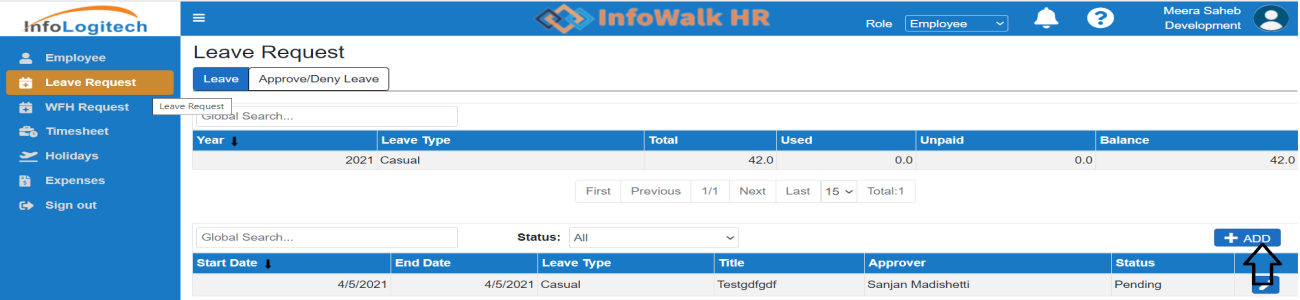 InfoLogitech
InfoWalk HR
Role Employee
?
Meera Saheb
Development
Employee
Leave Request
WFH Request
Timesheet
Holidays
Expenses
Sign out
Leave Request
Leave Approve/Deny Leave
Leave Request
Global Search...
Year Leave Type Total Used Unpaid Balance
2021 Casual 42.0 0.0 0.0 42.0
First Previous 1/1 Next Last 15 Total:1
Global Search... Status: All + ADD
Start Date End Date Leave Type Title Approver Status
4/5/2021 4/5/2021 Casual Testgdfgdf Sanjan Madishetti Pending